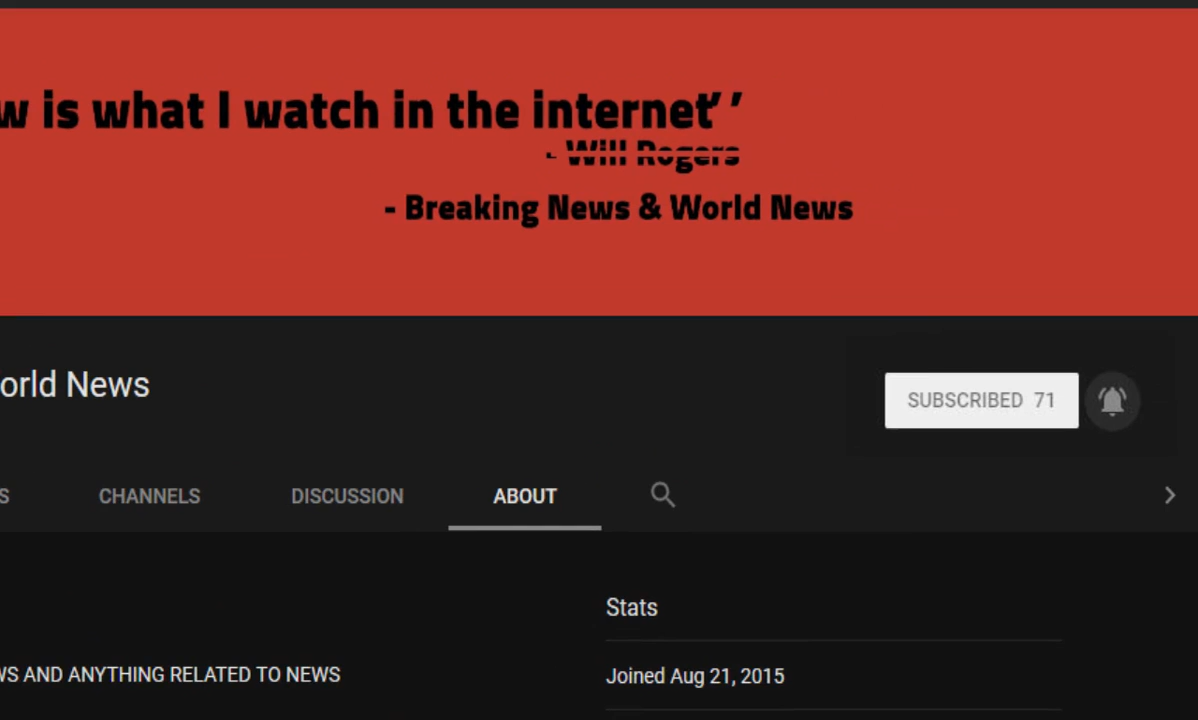 w is what I watch in the internet’ ’
- Will Rogers
- Breaking News & World News
orld News
SUBSCRIBED 71
S CHANNELS DISCUSSION ABOUT
Stats
WS AND ANYTHING RELATED TO NEWS
Joined Aug 21, 2015